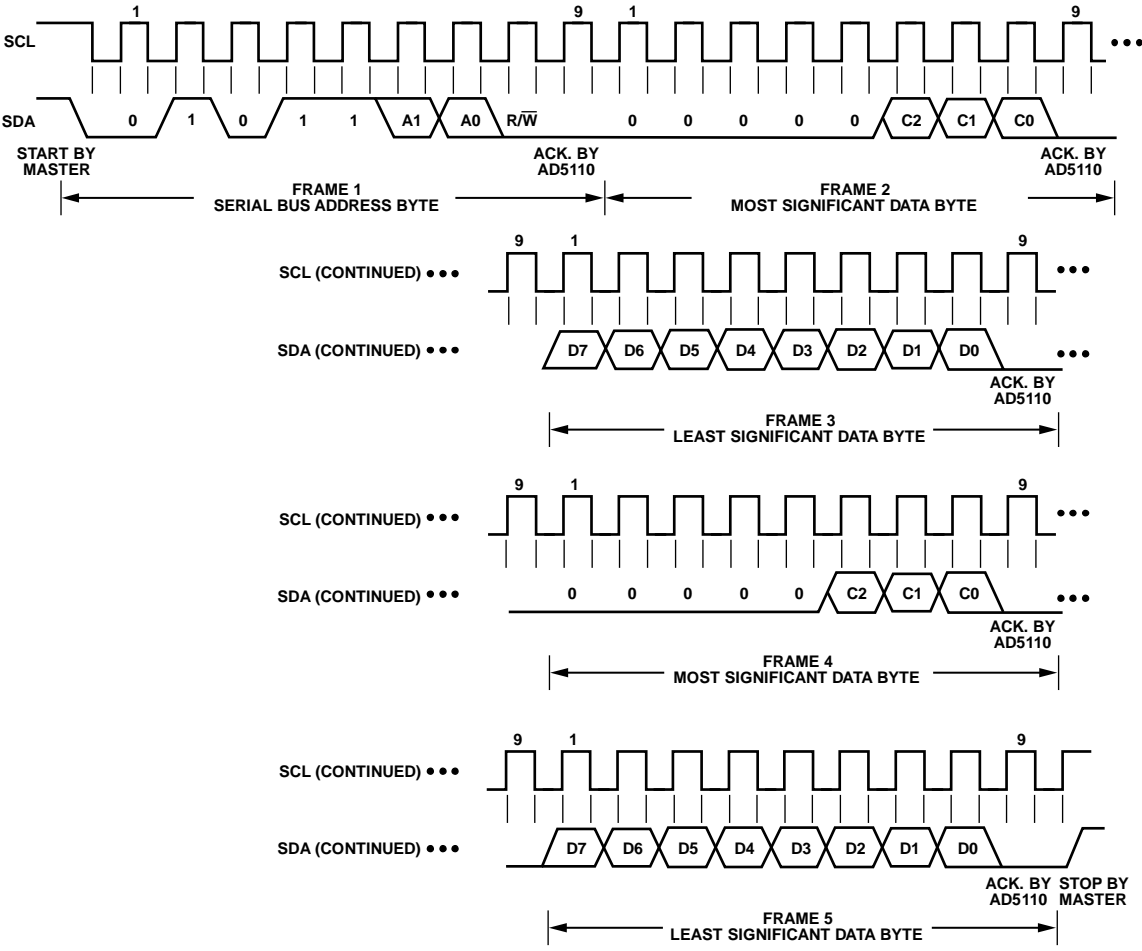 1 9 1 9
SCL
SDA 0 1 0 1 1 A1 A0 R/W̅ 0 0 0 0 0 C2 C1 C0
START BY MASTER
ACK. BY AD5110
ACK. BY AD5110
FRAME 1
SERIAL BUS ADDRESS BYTE
FRAME 2
MOST SIGNIFICANT DATA BYTE
9 1 9
SCL (CONTINUED)
SDA (CONTINUED) D7 D6 D5 D4 D3 D2 D1 D0
ACK. BY AD5110
FRAME 3
LEAST SIGNIFICANT DATA BYTE
9 1 9
SCL (CONTINUED)
SDA (CONTINUED) 0 0 0 0 0 C2 C1 C0
ACK. BY AD5110
FRAME 4
MOST SIGNIFICANT DATA BYTE
9 1 9
SCL (CONTINUED)
SDA (CONTINUED) D7 D6 D5 D4 D3 D2 D1 D0
ACK. BY AD5110
STOP BY MASTER
FRAME 5
LEAST SIGNIFICANT DATA BYTE